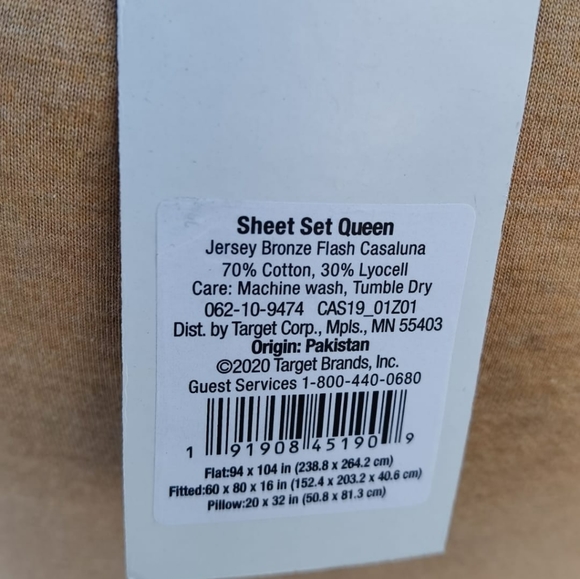 Sheet Set Queen
Jersey Bronze Flash Casaluna
70% Cotton, 30% Lyocell
Care: Machine wash, Tumble Dry
062-10-9474 CAS19_01Z01
Dist. by Target Corp., Mpls., MN 55403
Origin: Pakistan
©2020 Target Brands, Inc.
Guest Services 1-800-440-0680
1 91908 45190 9
Flat:94 x 104 in (238.8 x 264.2 cm)
Fitted:60 x 80 x 16 in (152.4 x 203.2 x 40.6 cm)
Pillow:20 x 32 in (50.8 x 81.3 cm)